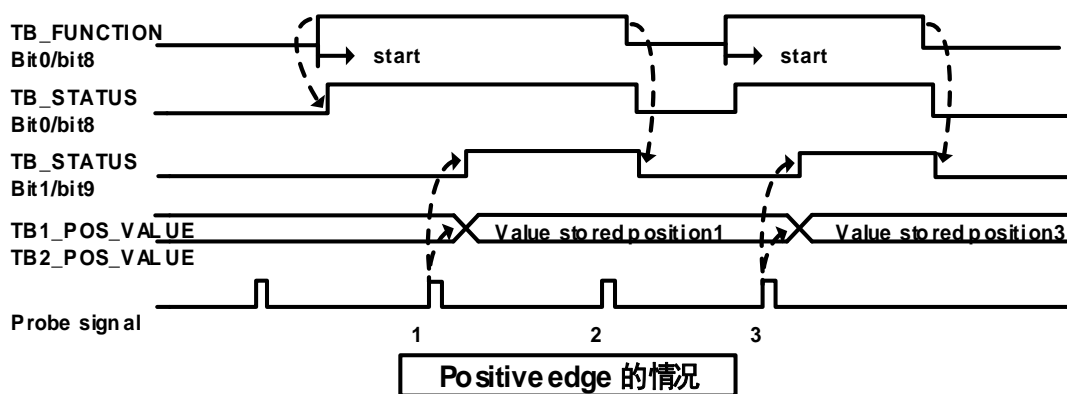 TB_FUNCTION
Bit0/bit8
start
start
TB_STATUS
Bit0/bit8
TB_STATUS
Bit1/bit9
TB1_POS_VALUE
TB2_POS_VALUE
Value stored position1
Value stored position3
Probe signal
1
2
3
Positive edge 的情况